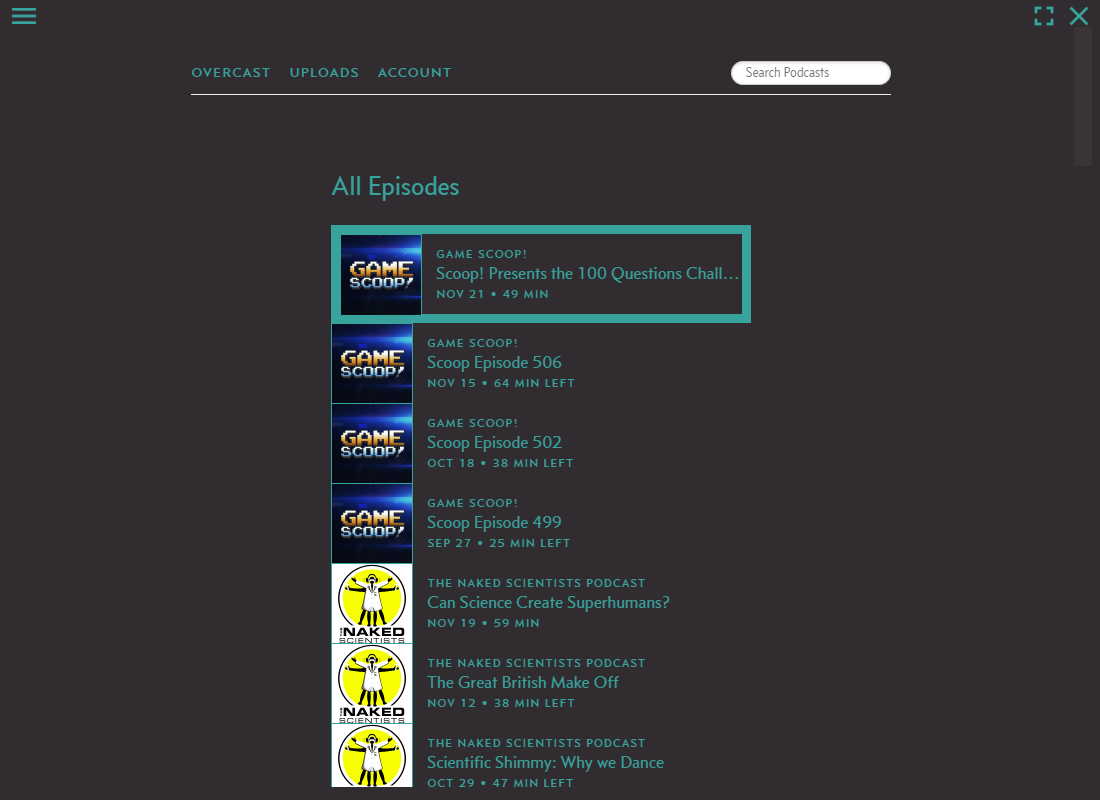 OVERCAST UPLOADS ACCOUNT Search Podcasts
All Episodes
GAME SCOOP!
GAME SCOOP!
Scoop! Presents the 100 Questions Chall...
NOV 21 • 49 MIN
GAME SCOOP!
GAME SCOOP!
Scoop Episode 506
NOV 15 • 64 MIN LEFT
GAME SCOOP!
GAME SCOOP!
Scoop Episode 502
OCT 18 • 38 MIN LEFT
GAME SCOOP!
GAME SCOOP!
Scoop Episode 499
SEP 27 • 25 MIN LEFT
THE NAKED SCIENTISTS
THE NAKED SCIENTISTS PODCAST
Can Science Create Superhumans?
NOV 19 • 59 MIN
THE NAKED SCIENTISTS
THE NAKED SCIENTISTS PODCAST
The Great British Make Off
NOV 12 • 38 MIN LEFT
THE NAKED SCIENTISTS PODCAST
Scientific Shimmy: Why we Dance
OCT 29 • 47 MIN LEFT